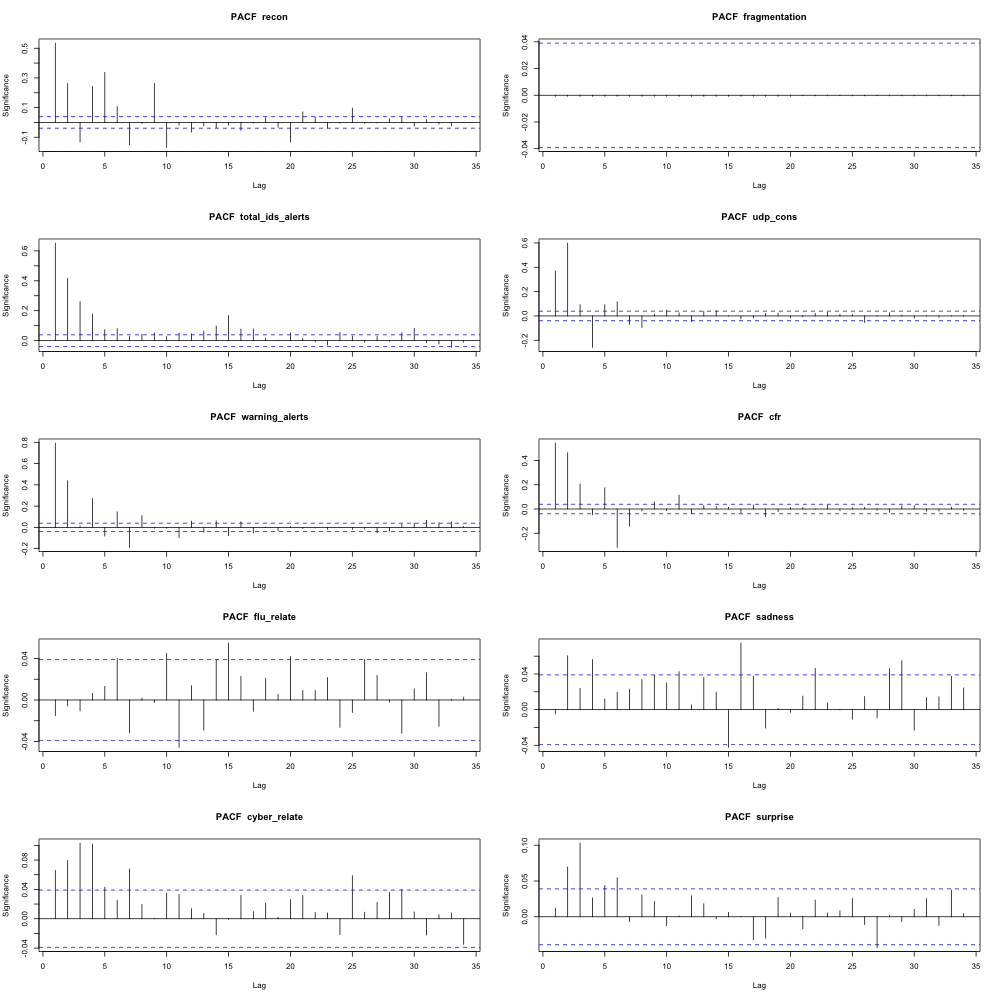 PACF recon
Significance
0.5
0.3
0.1
-0.1
0 5 10 15 20 25 30 35
Lag
PACF fragmentation
Significance
0.04
0.02
0.00
-0.02
-0.04
0 5 10 15 20 25 30 35
Lag
PACF total_ids_alerts
Significance
0.6
0.4
0.2
0.0
0 5 10 15 20 25 30 35
Lag
PACF udp_cons
Significance
0.6
0.4
0.2
0.0
-0.2
0 5 10 15 20 25 30 35
Lag
PACF warning_alerts
Significance
0.8
0.6
0.4
0.2
0.0
-0.2
0 5 10 15 20 25 30 35
Lag
PACF cfr
Significance
0.4
0.2
0.0
-0.2
0 5 10 15 20 25 30 35
Lag
PACF flu_relate
Significance
0.04
0.00
-0.04
0 5 10 15 20 25 30 35
Lag
PACF sadness
Significance
0.04
0.00
-0.04
0 5 10 15 20 25 30 35
Lag
PACF cyber_relate
Significance
0.08
0.04
0.00
-0.04
0 5 10 15 20 25 30 35
Lag
PACF surprise
Significance
0.10
0.05
0.00
0 5 10 15 20 25 30 35
Lag